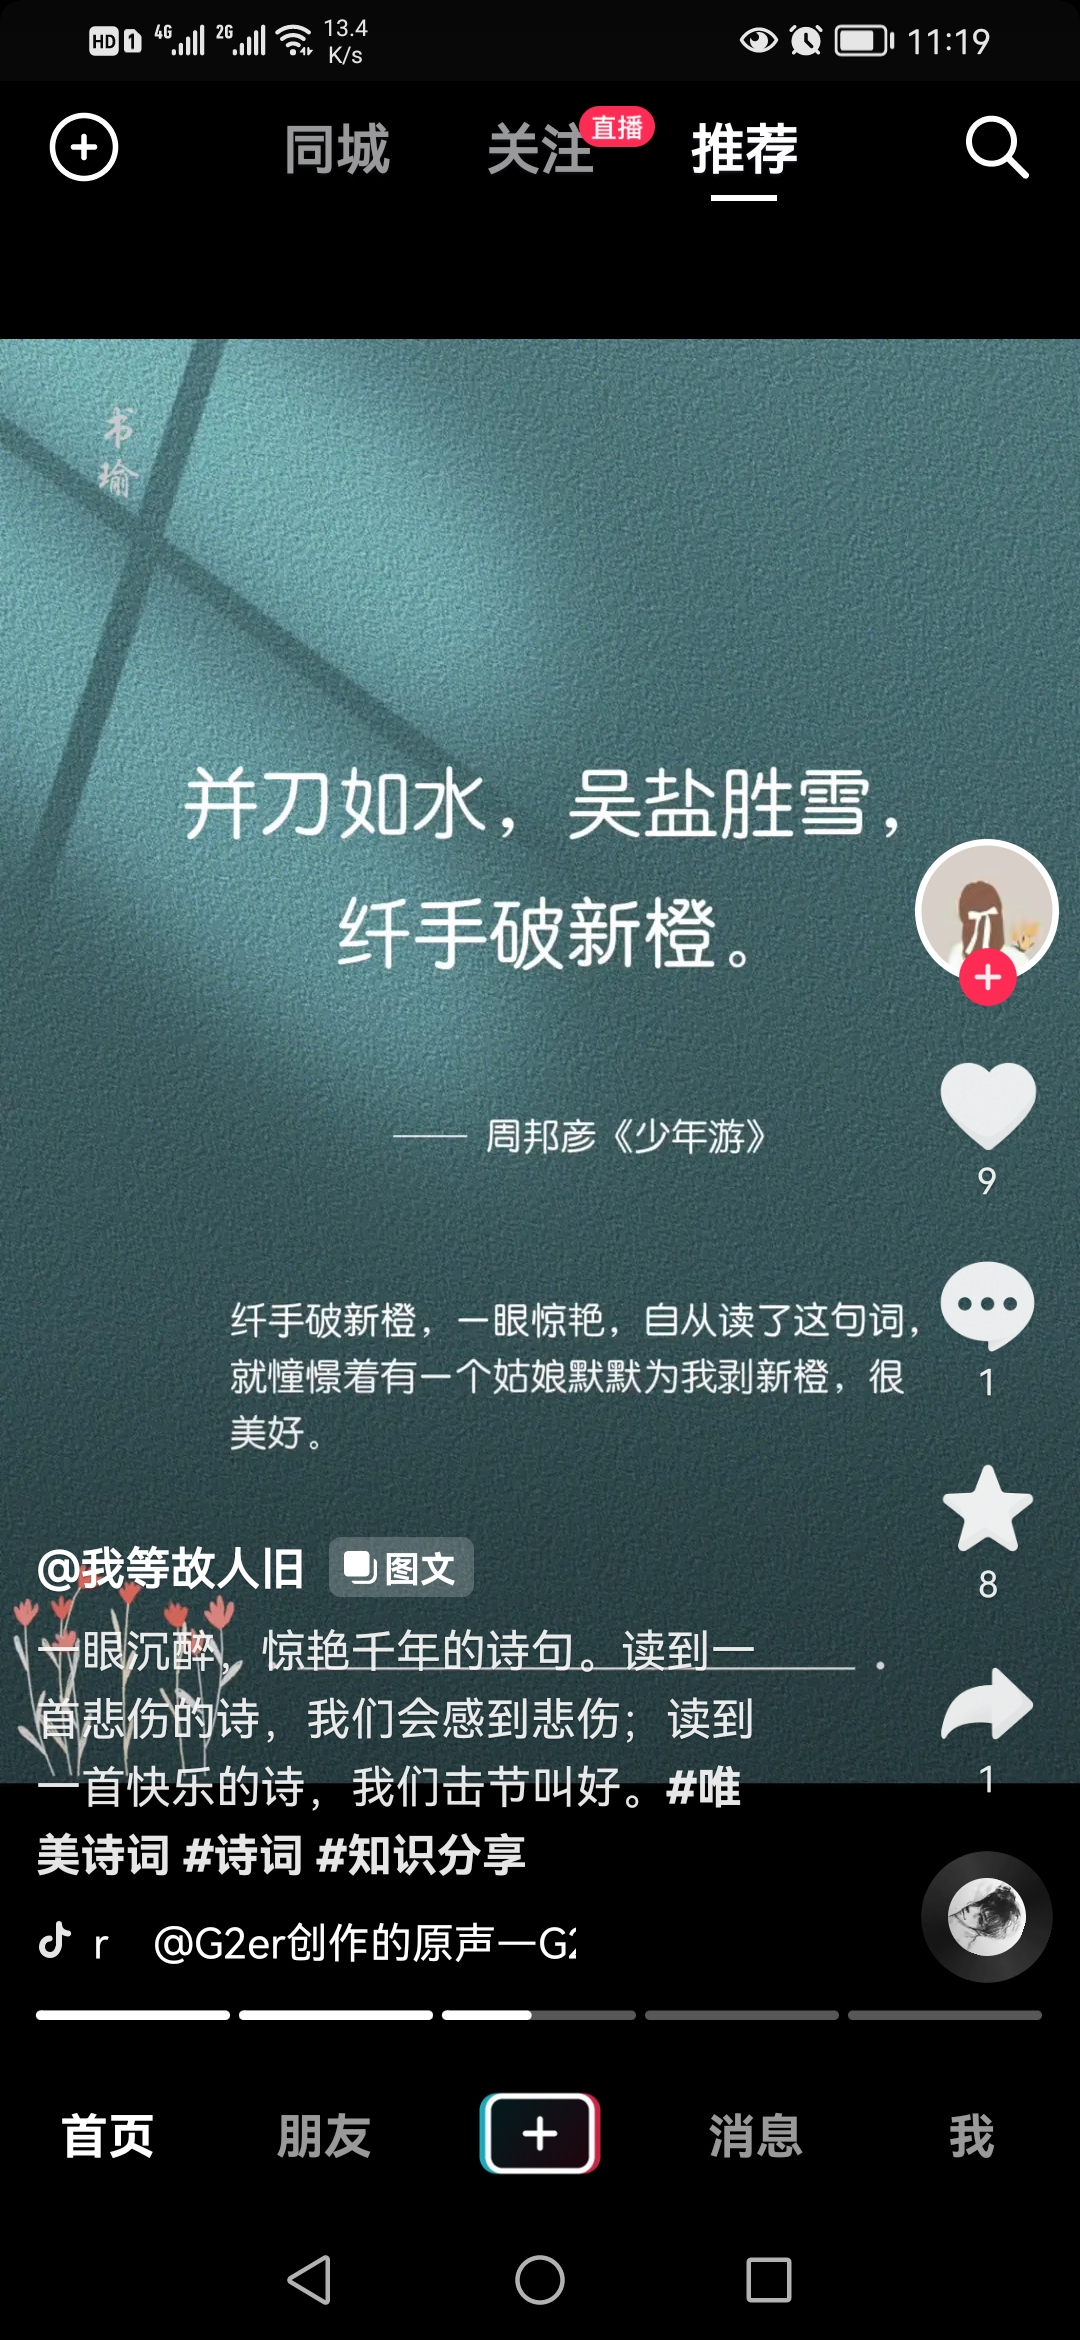 HD 1 4G 2G 13.4 K/s 11:19
同城 关注 直播 推荐
书瑜
并刀如水，吴盐胜雪，
纤手破新橙。
—— 周邦彦《少年游》
9
纤手破新橙，一眼惊艳，自从读了这句词，
就憧憬着有一个姑娘默默为我剥新橙，很
美好。
1
@我等故人旧 图文
8
一眼沉醉，惊艳千年的诗句。读到一
首悲伤的诗，我们会感到悲伤；读到
一首快乐的诗，我们击节叫好。#唯
1
美诗词 #诗词 #知识分享
r @G2er创作的原声一G2
首页 朋友 消息 我